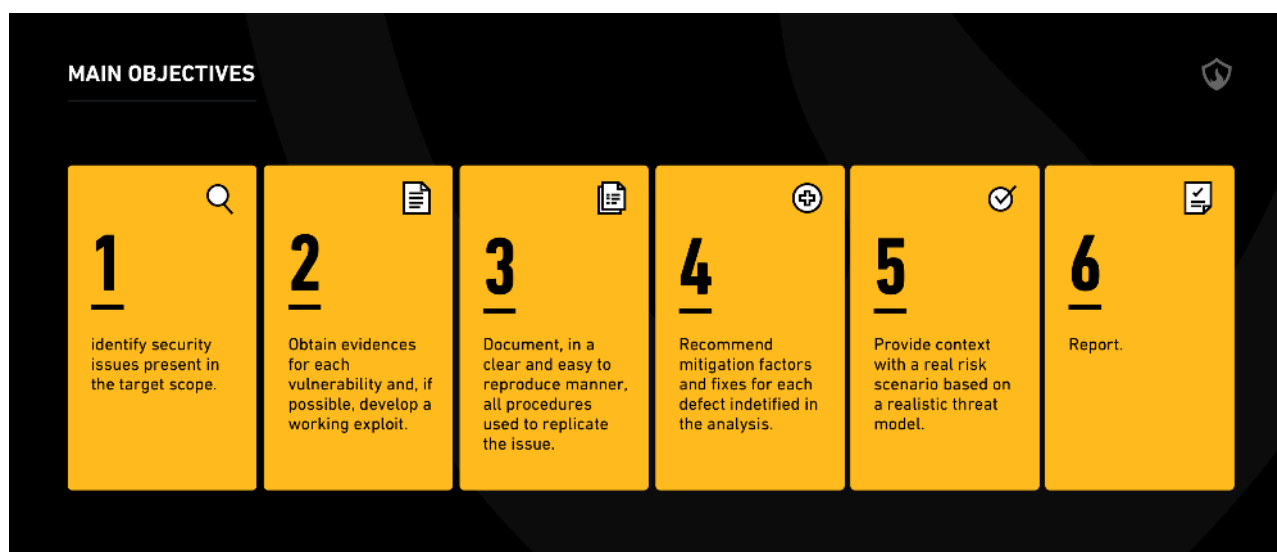 MAIN OBJECTIVES
1
identify security
issues present in
the target scope.
2
Obtain evidences
for each
vulnerability and, if
possible, develop a
working exploit.
3
Document, in a
clear and easy to
reproduce manner,
all procedures
used to replicate
the issue.
4
Recommend
mitigation factors
and fixes for each
defect indetified in
the analysis.
5
Provide context
with a real risk
scenario based on
a realistic threat
model.
6
Report.